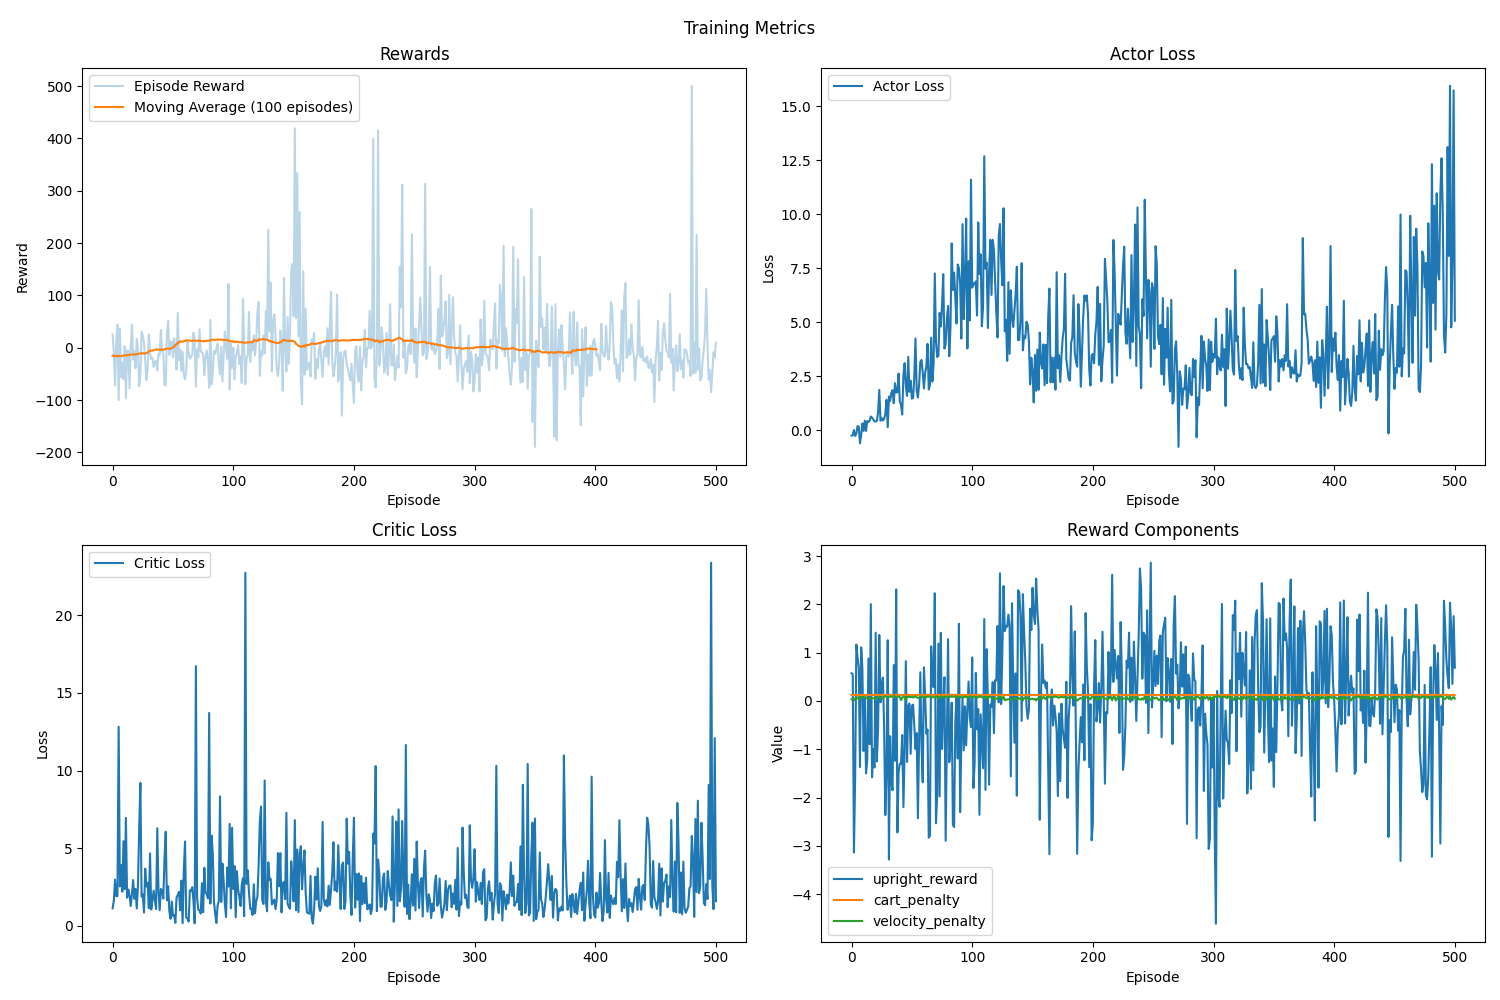 Training Metrics
Rewards
Episode Reward
Moving Average (100 episodes)
500
400
300
200
100
0
−100
−200
Reward
0 100 200 300 400 500
Episode
Actor Loss
Actor Loss
15.0
12.5
10.0
7.5
5.0
2.5
0.0
Loss
0 100 200 300 400 500
Episode
Critic Loss
Critic Loss
20
15
10
5
0
Loss
0 100 200 300 400 500
Episode
Reward Components
3
2
1
0
−1
−2
−3
−4
Value
upright_reward
cart_penalty
velocity_penalty
0 100 200 300 400 500
Episode